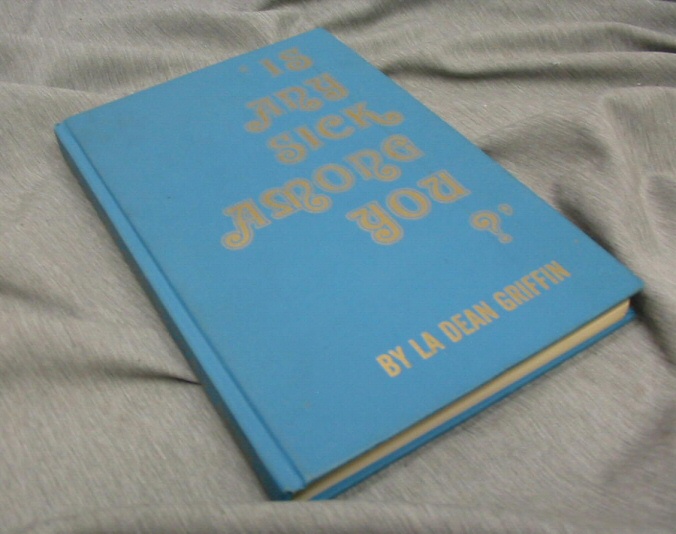 'IS
ANY
SICK
AMONG
YOU
?'
BY LA DEAN GRIFFIN